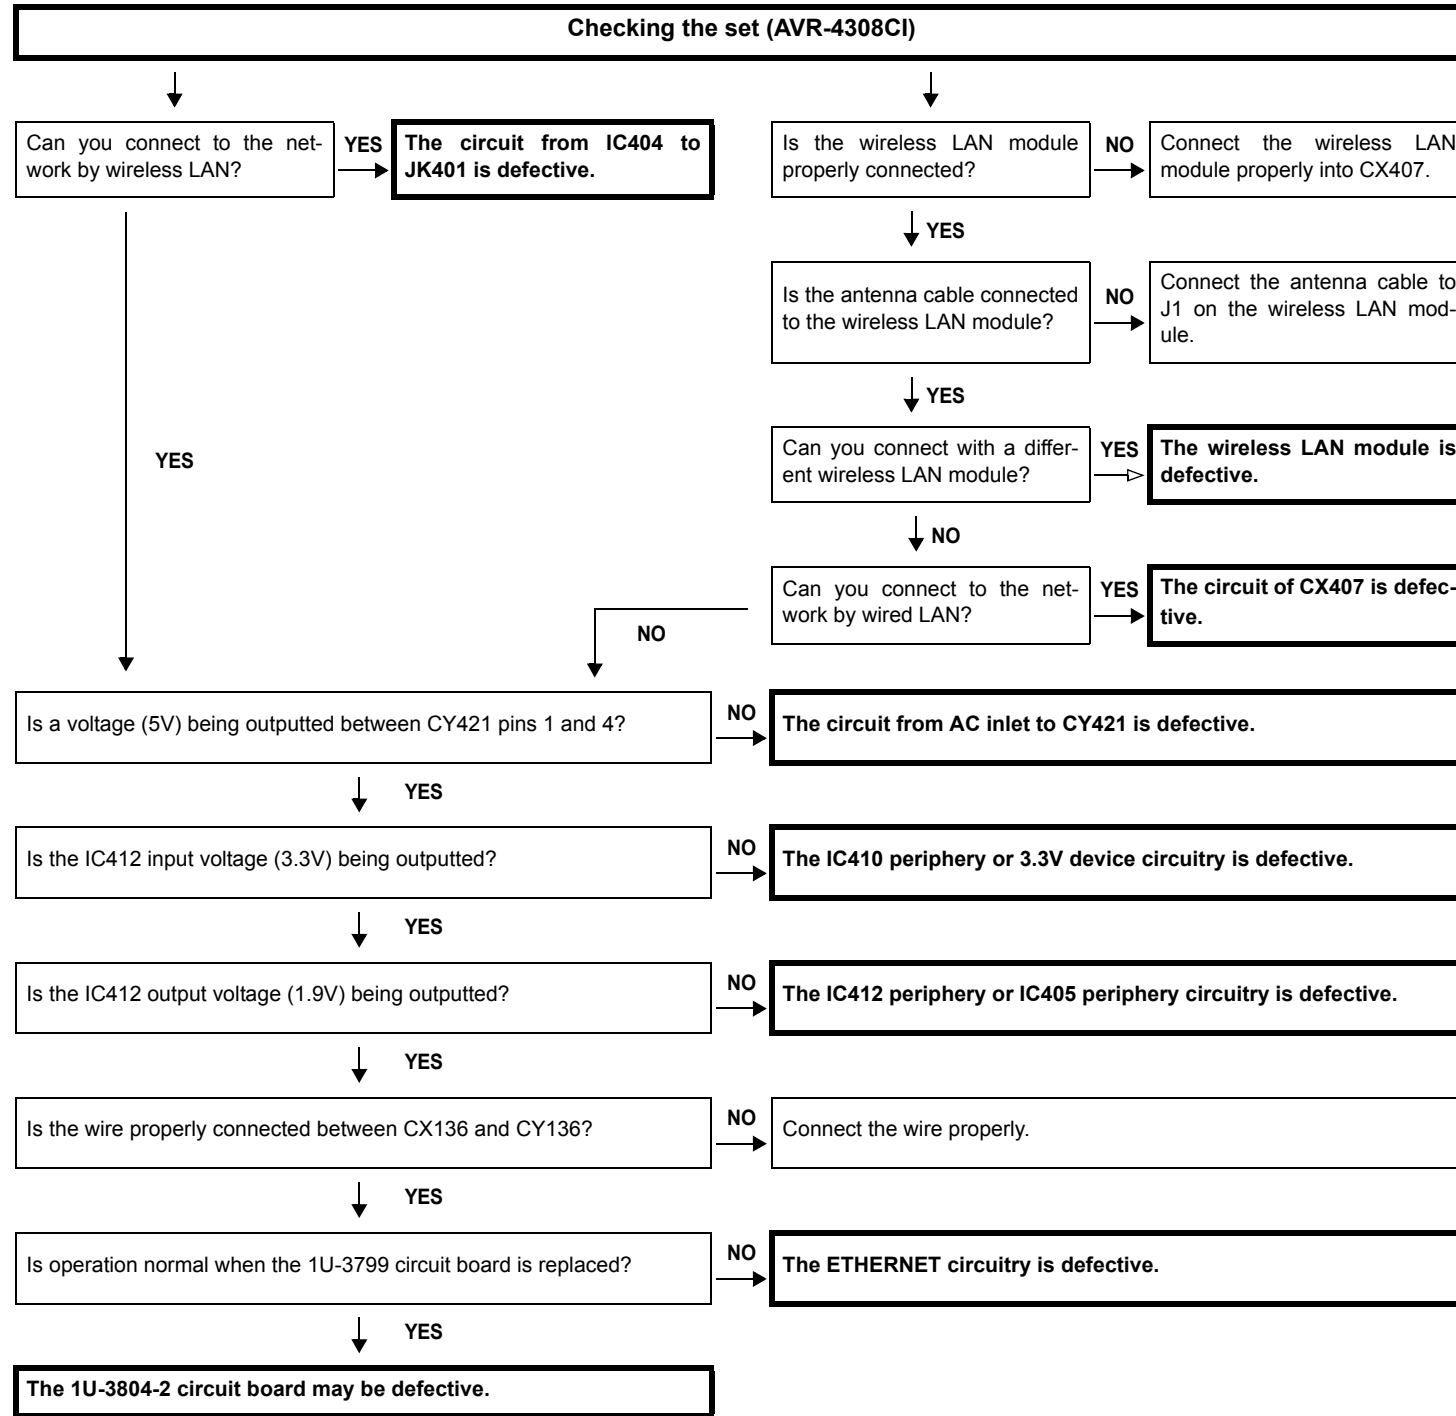 Checking the set (AVR-4308CI)
Can you connect to the net-
work by wireless LAN?
YES
The circuit from IC404 to
JK401 is defective.
Is the wireless LAN module
properly connected?
NO
Connect the wireless LAN
module properly into CX407.
YES
Is the antenna cable connected
to the wireless LAN module?
NO
Connect the antenna cable to
J1 on the wireless LAN mod-
ule.
YES
YES
Can you connect with a differ-
ent wireless LAN module?
YES
The wireless LAN module is
defective.
NO
Can you connect to the net-
work by wired LAN?
YES
The circuit of CX407 is defec-
tive.
NO
Is a voltage (5V) being outputted between CY421 pins 1 and 4?
NO
The circuit from AC inlet to CY421 is defective.
YES
Is the IC412 input voltage (3.3V) being outputted?
NO
The IC410 periphery or 3.3V device circuitry is defective.
YES
Is the IC412 output voltage (1.9V) being outputted?
NO
The IC412 periphery or IC405 periphery circuitry is defective.
YES
Is the wire properly connected between CX136 and CY136?
NO
Connect the wire properly.
YES
Is operation normal when the 1U-3799 circuit board is replaced?
NO
The ETHERNET circuitry is defective.
YES
The 1U-3804-2 circuit board may be defective.